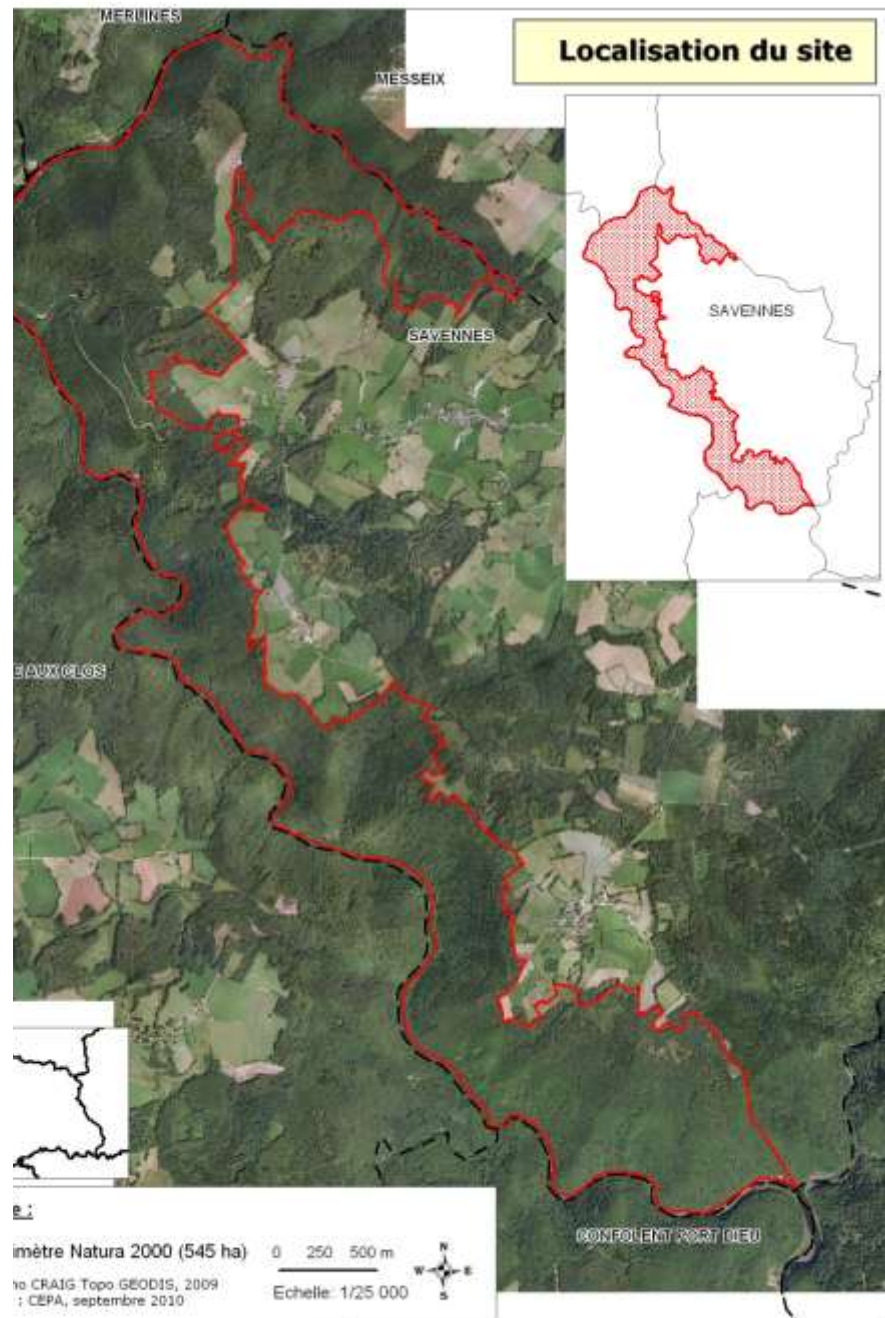 MERLINES
Localisation du site
MESSEIX
SAVENNES
SAVENNES
E AUX CLOS
CONFOLENT PORT DIEU
e :
imètre Natura 2000 (545 ha)
0 250 500 m
N
W E
S
Echelle: 1/25 000
no CRAIG Topo GEODIS, 2009
: CEPA, septembre 2010